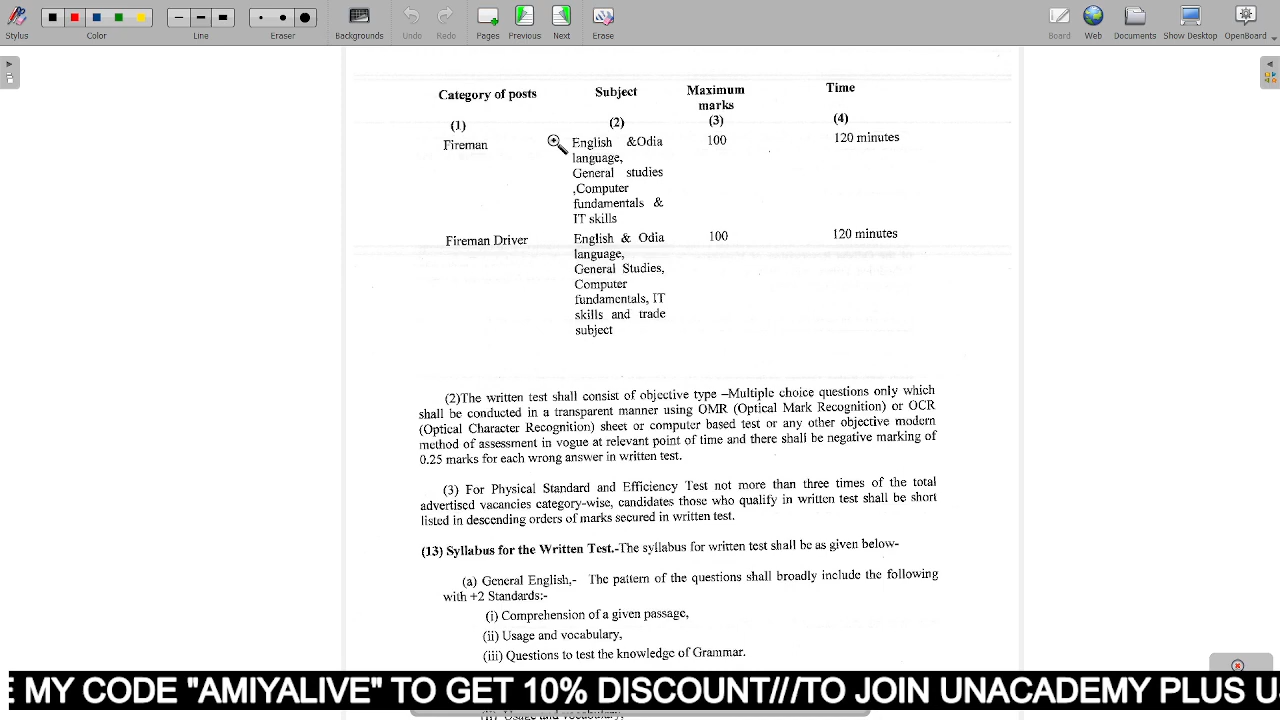 Stylus
Color
Line
Eraser
Backgrounds
Undo
Redo
Pages
Previous
Next
Erase
Board
Web
Documents
Show Desktop
OpenBoard
Category of posts Subject Maximum marks Time
(1) (2) (3) (4)
Fireman English &Odia 100 120 minutes
language,
General studies
,Computer
fundamentals &
IT skills
Fireman Driver English & Odia 100 120 minutes
language,
General Studies,
Computer
fundamentals, IT
skills and trade
subject
(2)The written test shall consist of objective type –Multiple choice questions only which
shall be conducted in a transparent manner using OMR (Optical Mark Recognition) or OCR
(Optical Character Recognition) sheet or computer based test or any other objective modern
method of assessment in vogue at relevant point of time and there shall be negative marking of
0.25 marks for each wrong answer in written test.
(3) For Physical Standard and Efficiency Test not more than three times of the total
advertised vacancies category-wise, candidates those who qualify in written test shall be short
listed in descending orders of marks secured in written test.
(13) Syllabus for the Written Test.-The syllabus for written test shall be as given below-
(a) General English,- The pattern of the questions shall broadly include the following
with +2 Standards:-
(i) Comprehension of a given passage,
(ii) Usage and vocabulary,
(iii) Questions to test the knowledge of Grammar.
E MY CODE "AMIYALIVE" TO GET 10% DISCOUNT///TO JOIN UNACADEMY PLUS U
(ii) Usage and vocabulary,